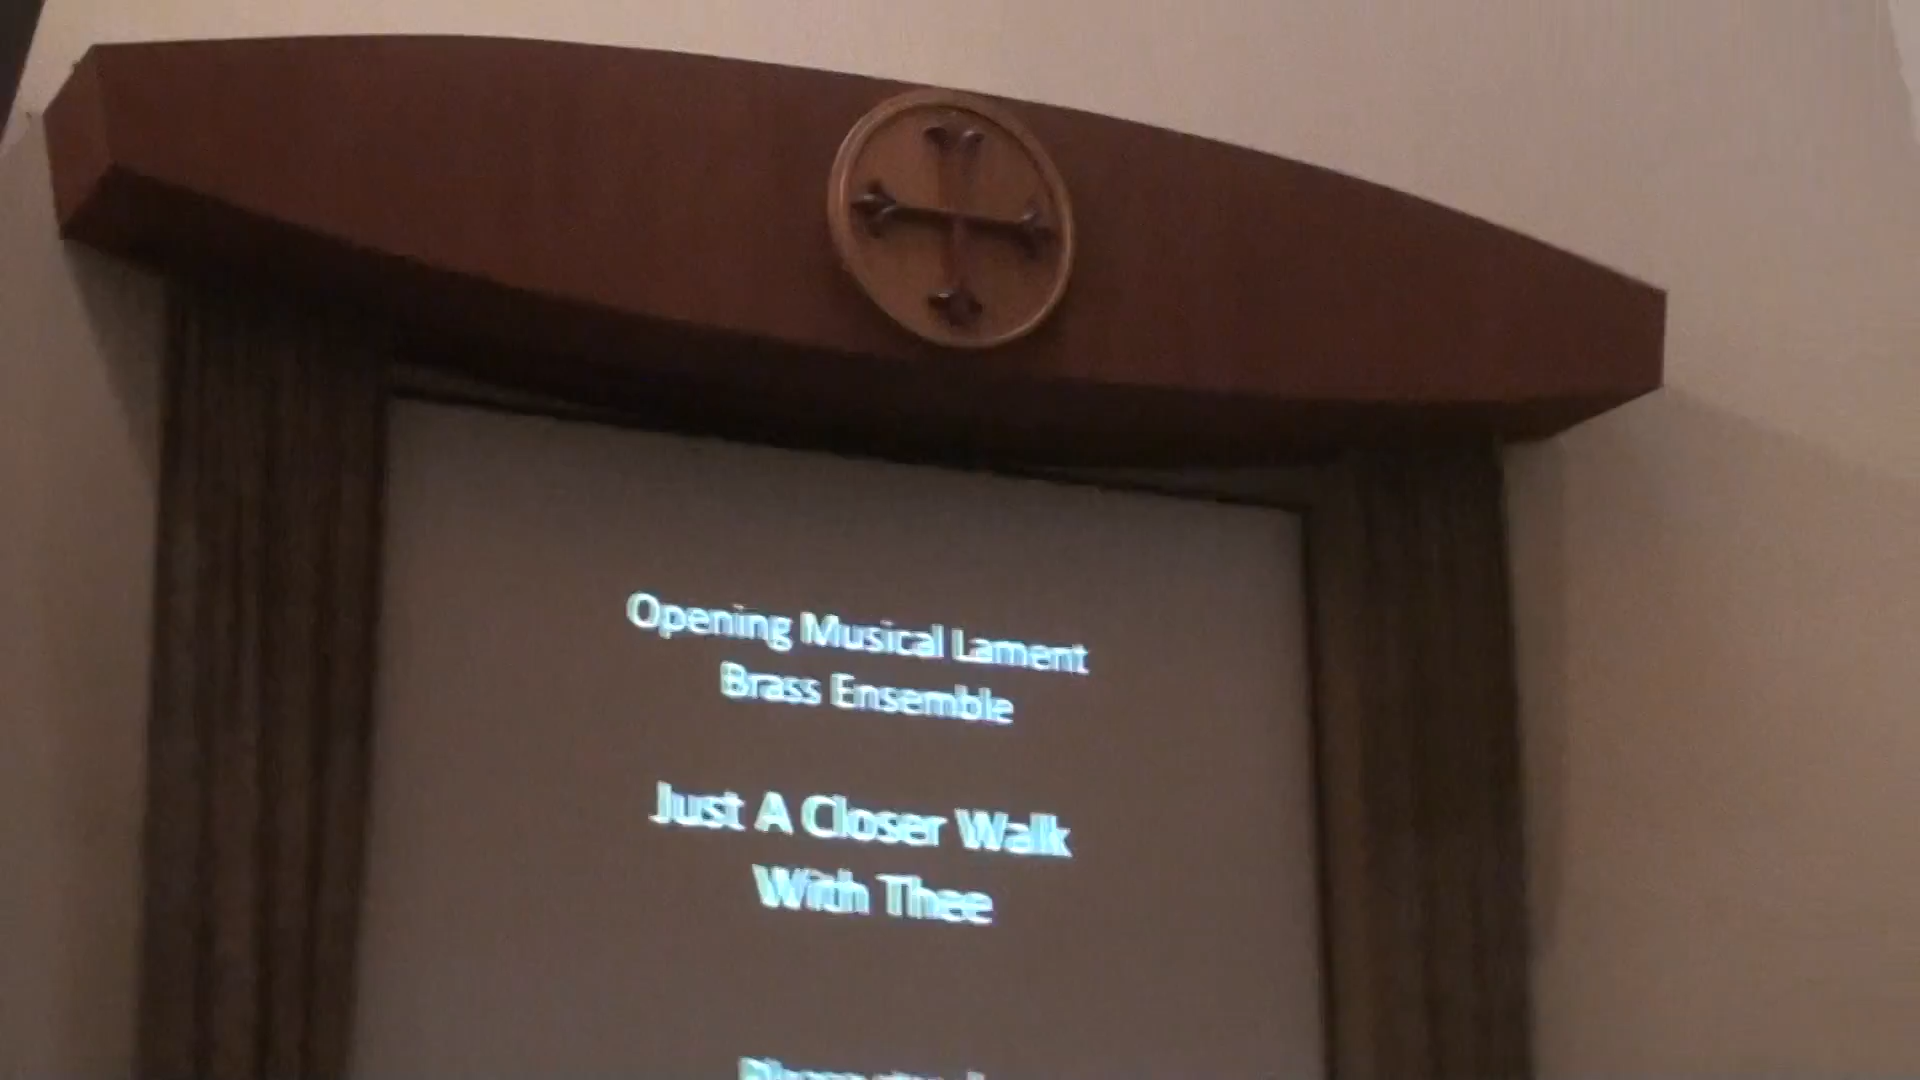 Opening Musical Lament
Brass Ensemble
Just A Closer Walk
With Thee